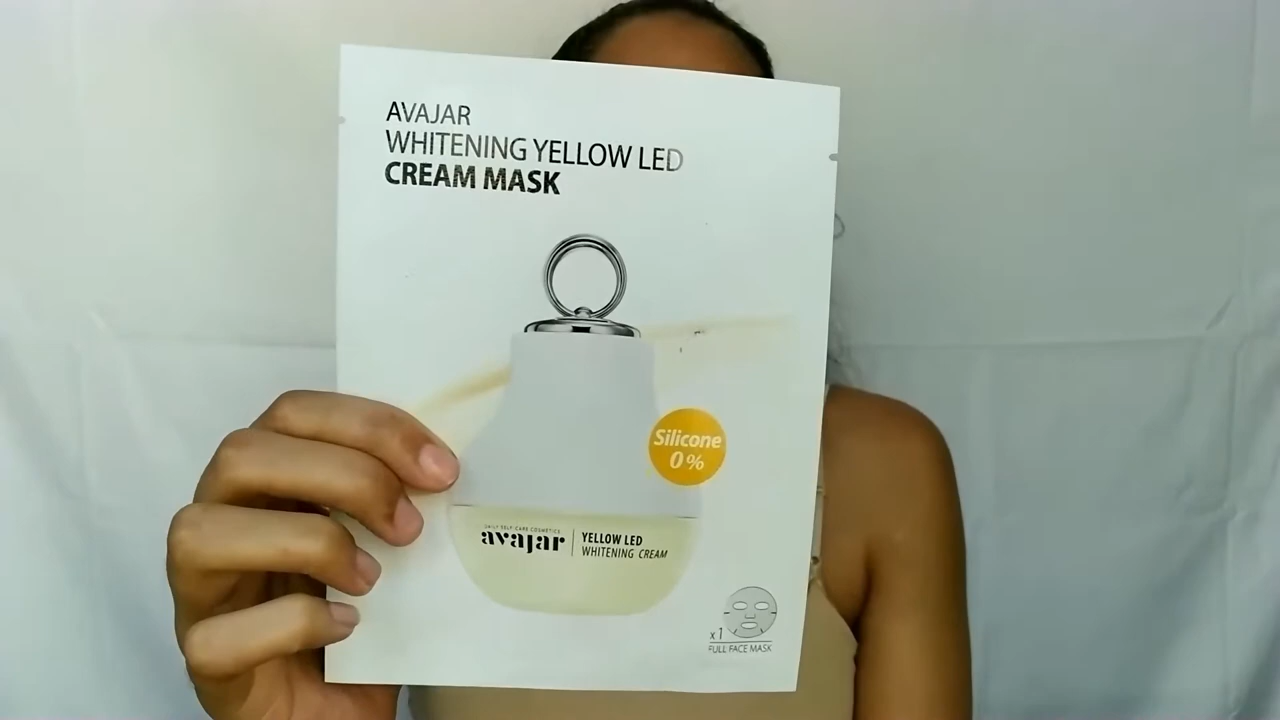 AVAJAR
WHITENING YELLOW LED
CREAM MASK
Silicone
0%
DAILY SELF CARE COSMETICS
avajar
YELLOW LED
WHITENING CREAM
x1
FULL FACE MASK